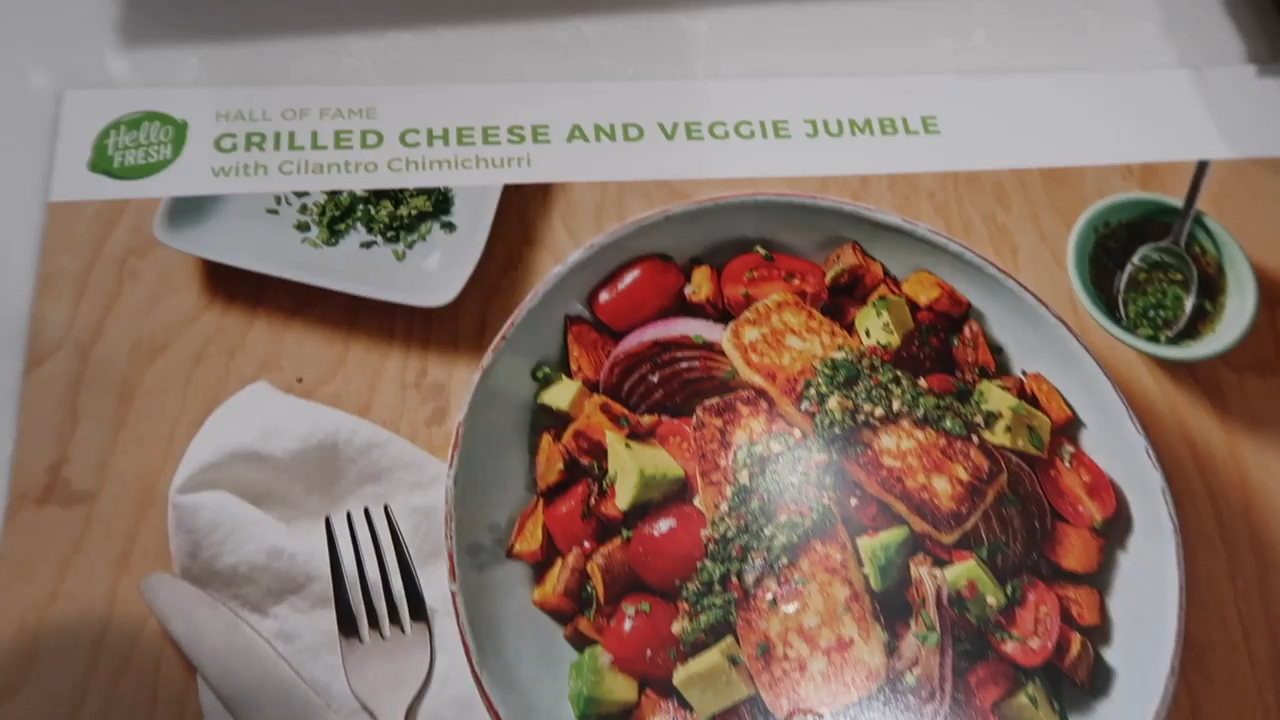 Hello
FRESH
HALL OF FAME
GRILLED CHEESE AND VEGGIE JUMBLE
with Cilantro Chimichurri